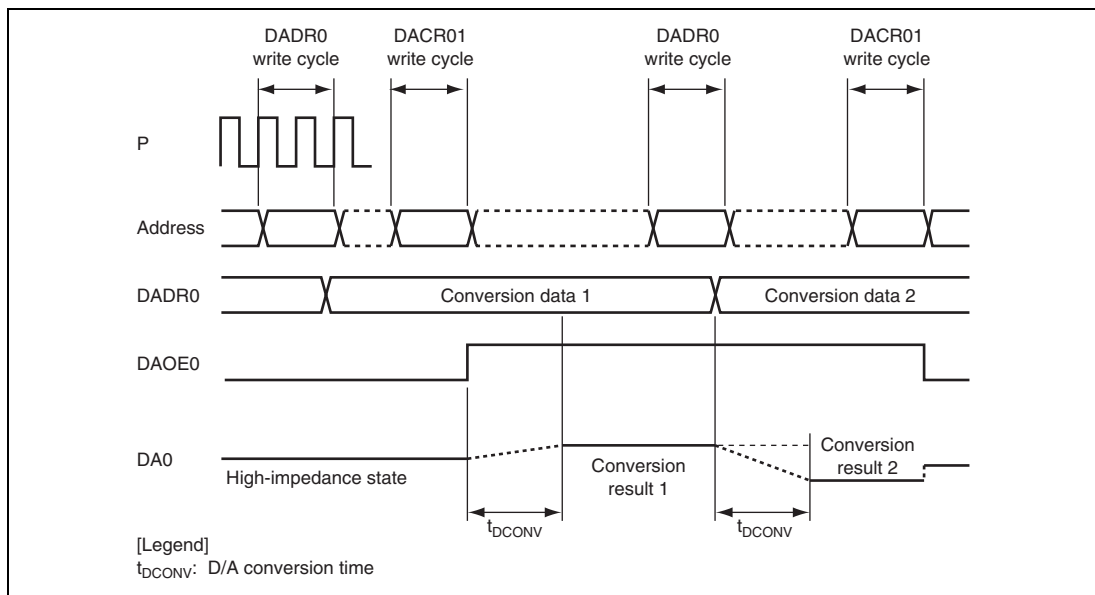 DADR0
write cycle
DACR01
write cycle
DADR0
write cycle
DACR01
write cycle
P
Address
DADR0
Conversion data 1
Conversion data 2
DAOE0
DA0
High-impedance state
Conversion
result 1
Conversion
result 2
tDCONV
tDCONV
[Legend]
tDCONV: D/A conversion time